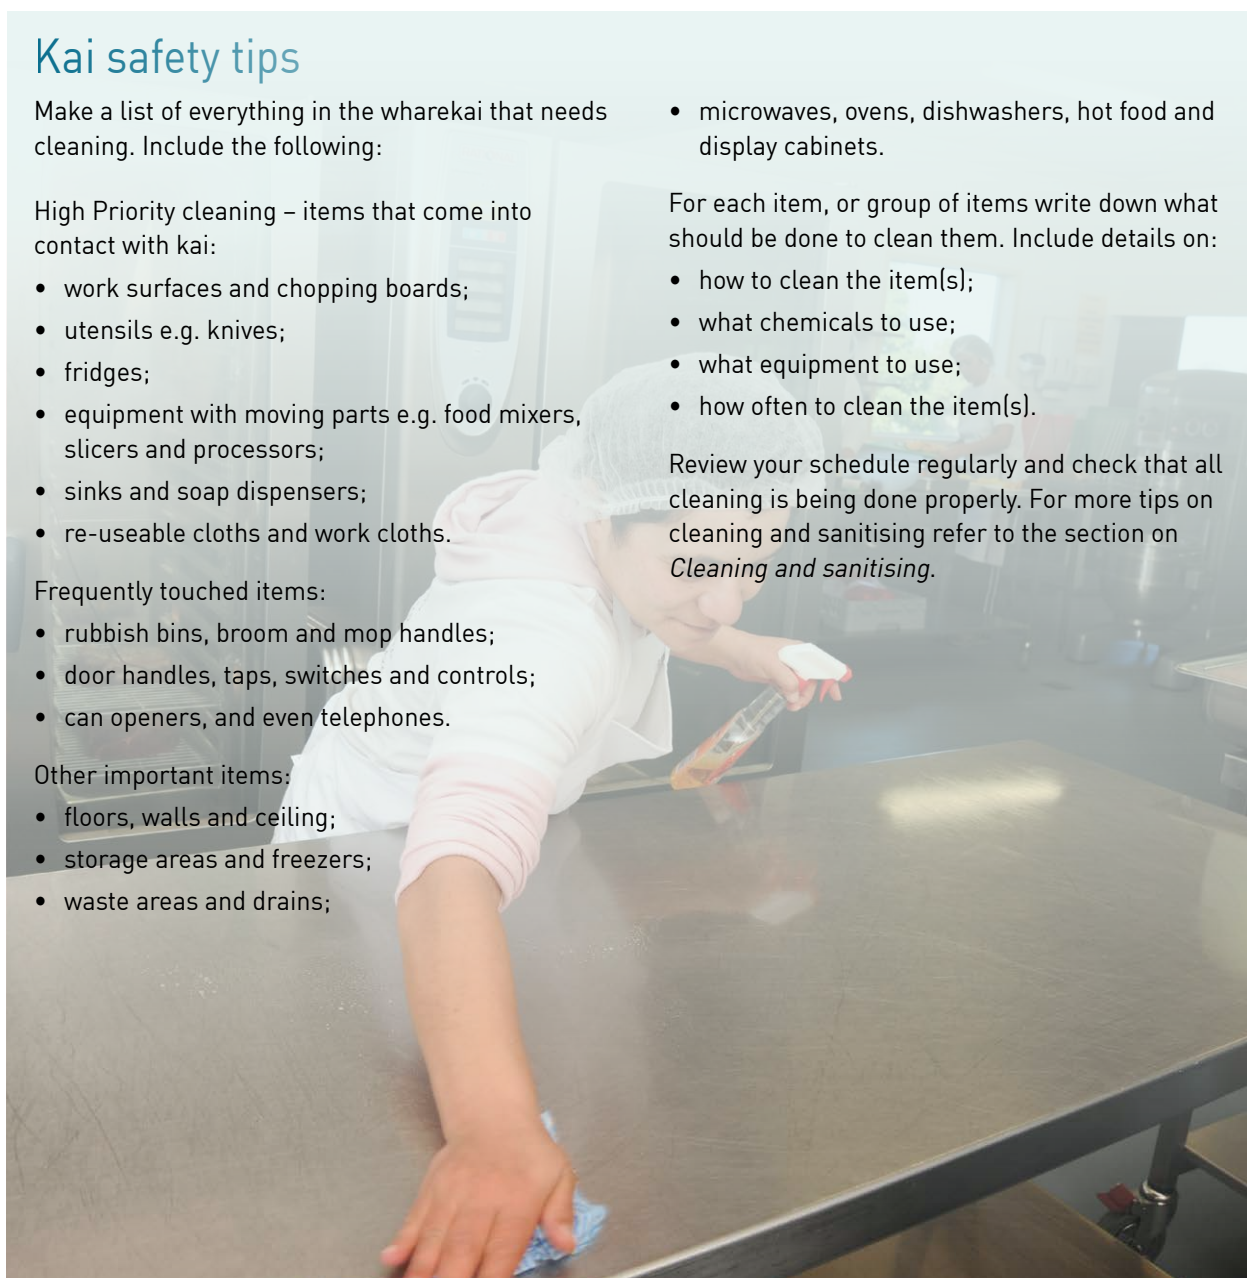 Kai safety tips
Make a list of everything in the wharekai that needs
cleaning. Include the following:
High Priority cleaning – items that come into
contact with kai:
• work surfaces and chopping boards;
• utensils e.g. knives;
• fridges;
• equipment with moving parts e.g. food mixers,
slicers and processors;
• sinks and soap dispensers;
• re-useable cloths and work cloths.
Frequently touched items:
• rubbish bins, broom and mop handles;
• door handles, taps, switches and controls;
• can openers, and even telephones.
Other important items:
• floors, walls and ceiling;
• storage areas and freezers;
• waste areas and drains;
• microwaves, ovens, dishwashers, hot food and
display cabinets.
For each item, or group of items write down what
should be done to clean them. Include details on:
• how to clean the item(s);
• what chemicals to use;
• what equipment to use;
• how often to clean the item(s).
Review your schedule regularly and check that all
cleaning is being done properly. For more tips on
cleaning and sanitising refer to the section on
Cleaning and sanitising.